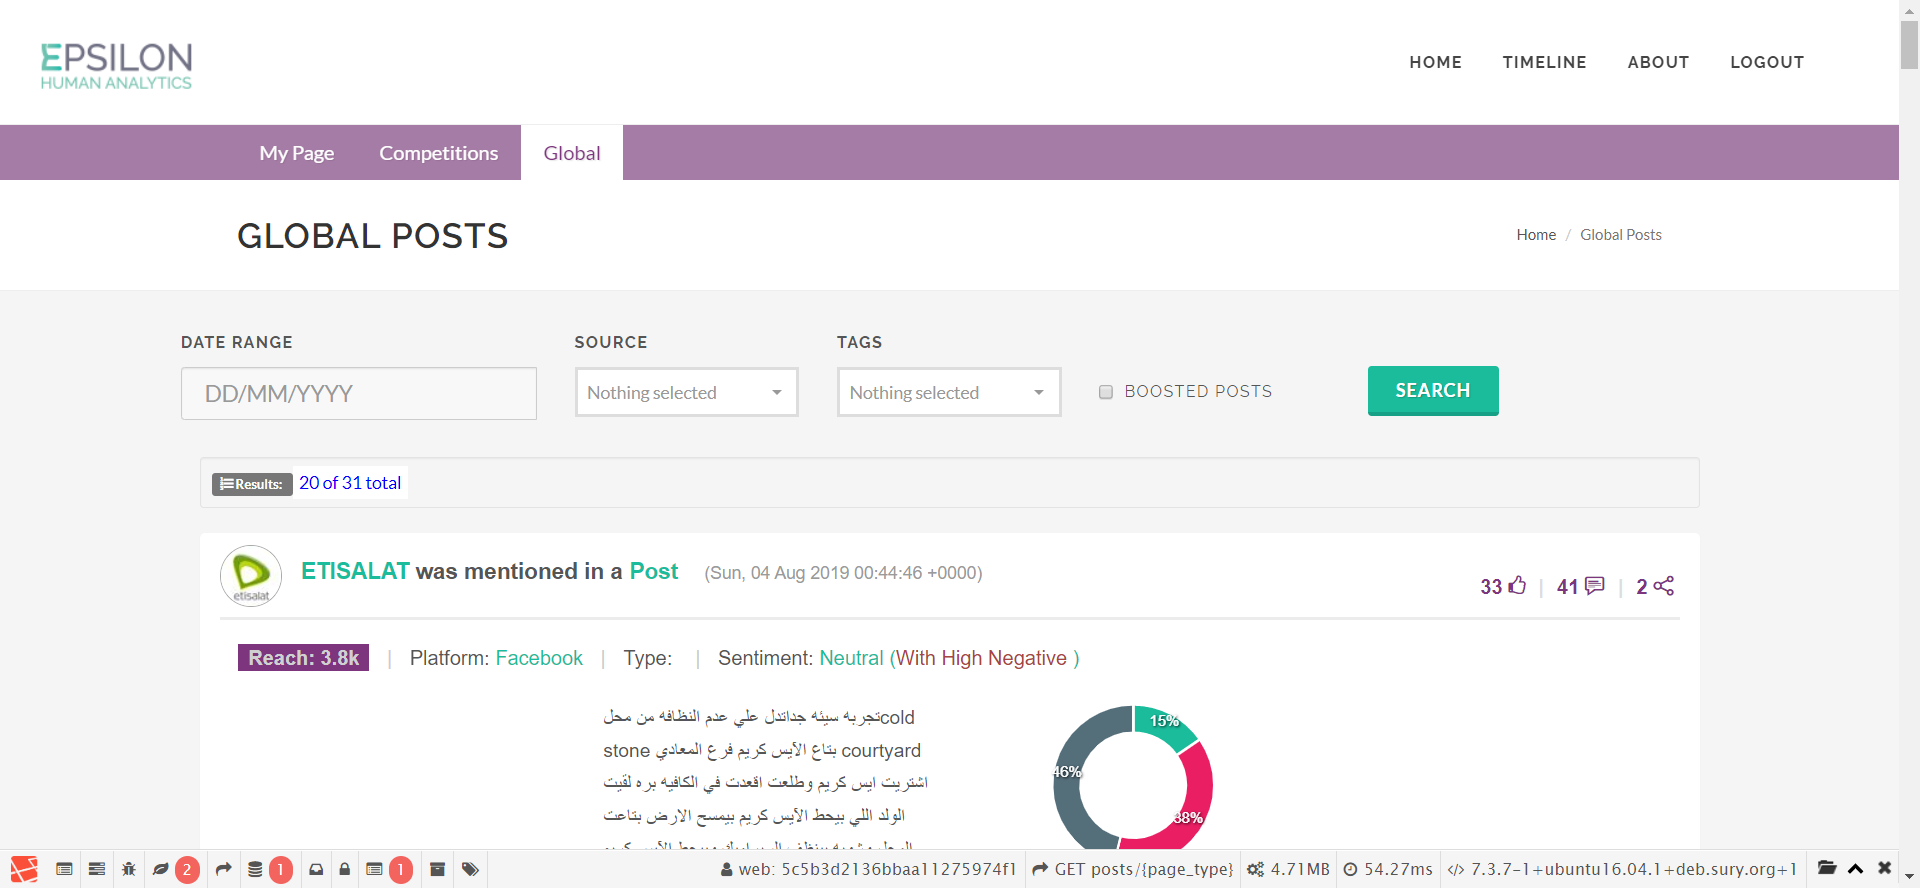 EPSILON
HUMAN ANALYTICS
HOME TIMELINE ABOUT LOGOUT
My Page Competitions Global
GLOBAL POSTS
Home / Global Posts
DATE RANGE SOURCE TAGS
DD/MM/YYYY Nothing selected Nothing selected BOOSTED POSTS SEARCH
Results: 20 of 31 total
etisalat
ETISALAT was mentioned in a Post (Sun, 04 Aug 2019 00:44:46 +0000)
33 | 41 | 2
Reach: 3.8k | Platform: Facebook | Type: | Sentiment: Neutral (With High Negative )
تجربه سيئه جداتدل علي عدم النظافه من محلcold
stone بتاع الآيس كريم فرع المعادي courtyard
اشتريت ايس كريم وطلعت اقعدت في الكافيه بره لقيت
الولد اللي بيحط الآيس كريم بيمسح الارض بتاعت
15%
46%
38%
2 1 1 web: 5c5b3d2136bbaa11275974f1 GET posts/{page_type} 4.71MB 54.27ms 7.3.7-1+ubuntu16.04.1+deb.sury.org+1